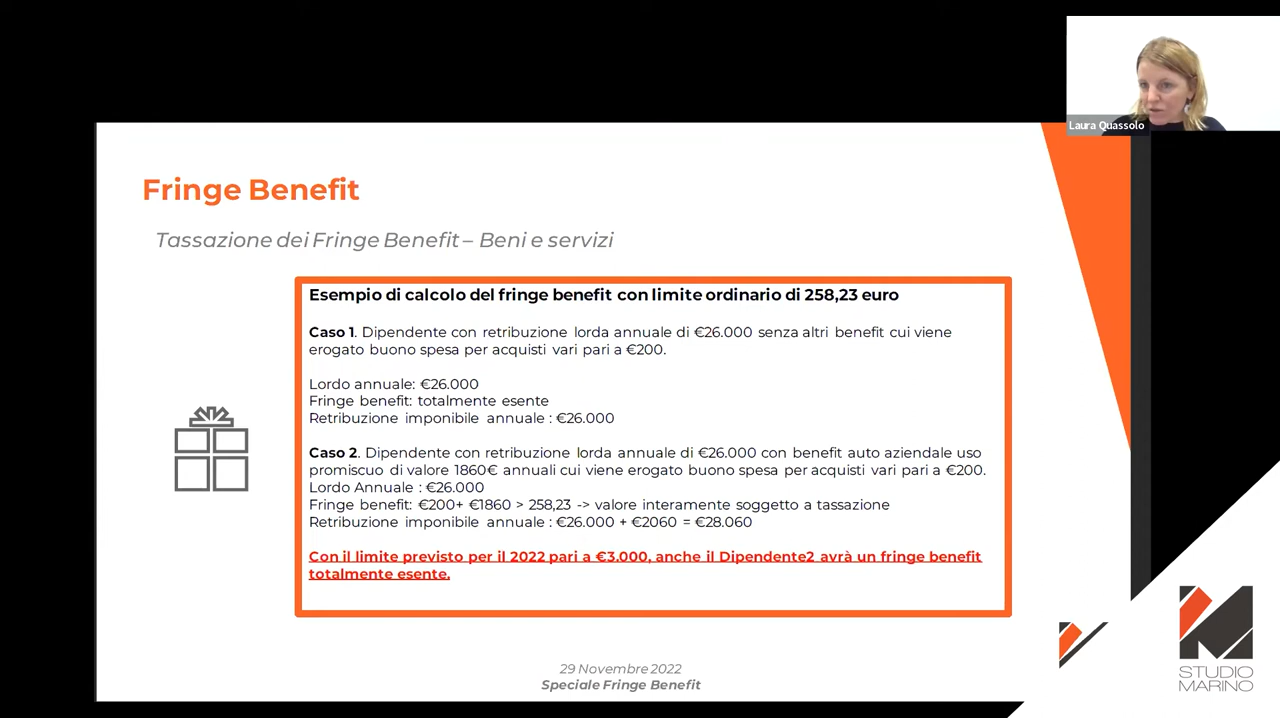 Laura Quassolo
Fringe Benefit
Tassazione dei Fringe Benefit – Beni e servizi
Esempio di calcolo del fringe benefit con limite ordinario di 258,23 euro
Caso 1. Dipendente con retribuzione lorda annuale di €26.000 senza altri benefit cui viene
erogato buono spesa per acquisti vari pari a €200.
Lordo annuale: €26.000
Fringe benefit: totalmente esente
Retribuzione imponibile annuale : €26.000
Caso 2. Dipendente con retribuzione lorda annuale di €26.000 con benefit auto aziendale uso
promiscuo di valore 1860€ annuali cui viene erogato buono spesa per acquisti vari pari a €200.
Lordo Annuale : €26.000
Fringe benefit: €200+ €1860 > 258,23 -> valore interamente soggetto a tassazione
Retribuzione imponibile annuale : €26.000 + €2060 = €28.060
Con il limite previsto per il 2022 pari a €3.000, anche il Dipendente2 avrà un fringe benefit
totalmente esente.
29 Novembre 2022
Speciale Fringe Benefit
STUDIO
MARINO